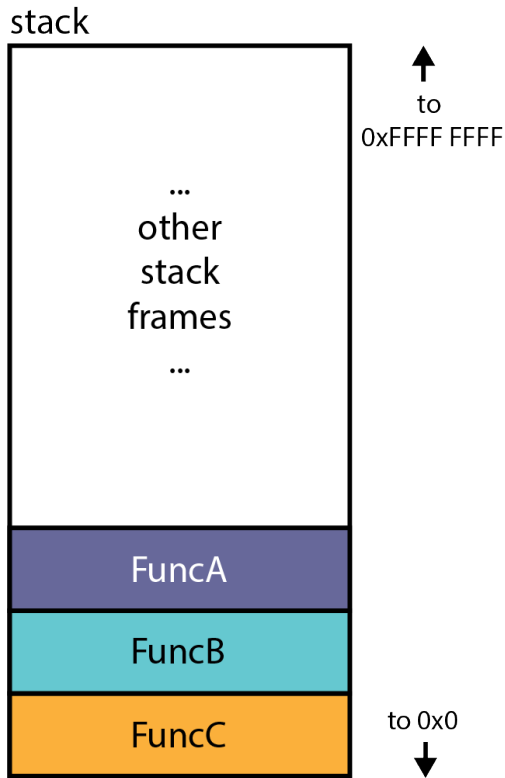 stack
to
0xFFFF FFFF
...
other
stack
frames
...
FuncA
FuncB
FuncC
to 0x0